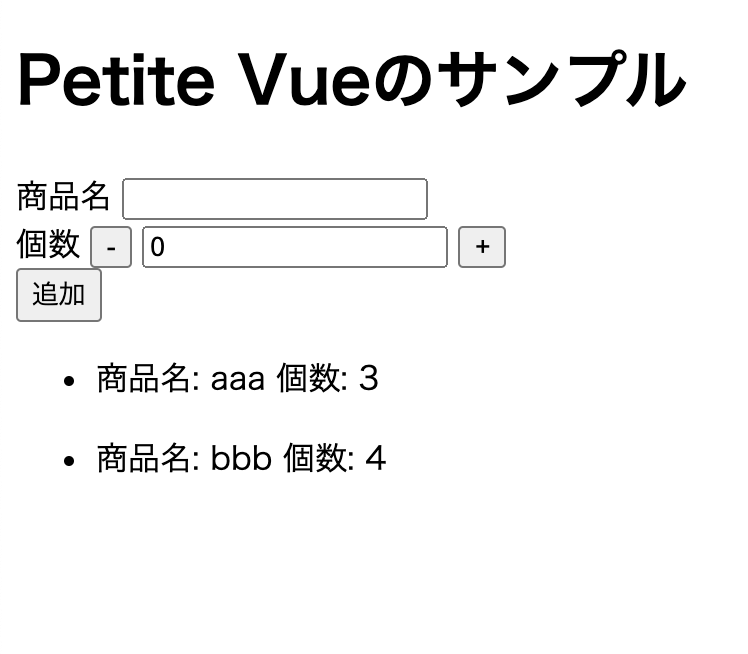 Petite Vueのサンプル
商品名
個数 - 0 +
追加
• 商品名: aaa 個数: 3
• 商品名: bbb 個数: 4